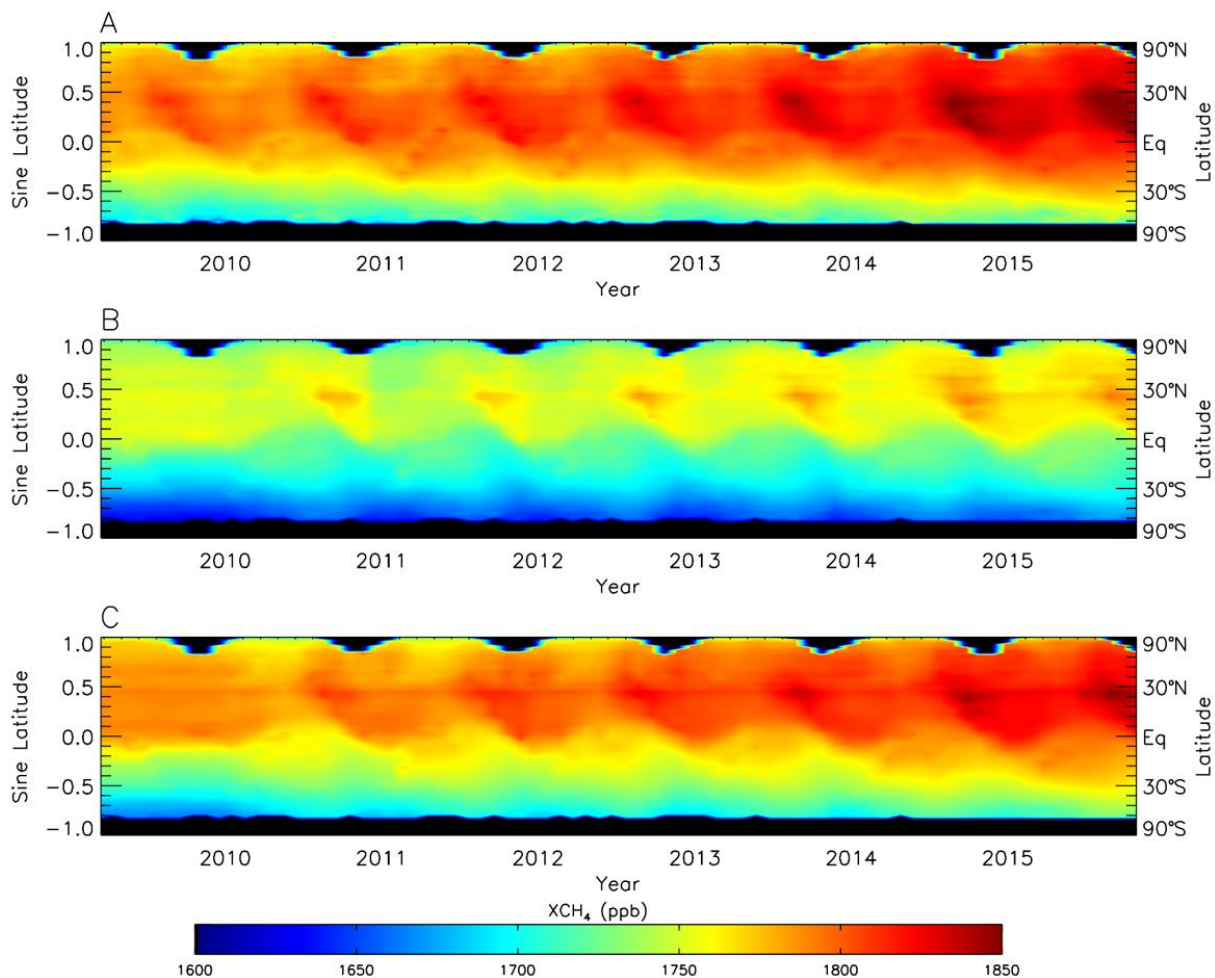 A
1.0 90°N
0.5 30°N
0.0 Eq
−0.5 30°S
−1.0 90°S
Sine Latitude
Latitude
2010 2011 2012 2013 2014 2015
Year
B
1.0 90°N
0.5 30°N
0.0 Eq
−0.5 30°S
−1.0 90°S
Sine Latitude
Latitude
2010 2011 2012 2013 2014 2015
Year
C
1.0 90°N
0.5 30°N
0.0 Eq
−0.5 30°S
−1.0 90°S
Sine Latitude
Latitude
2010 2011 2012 2013 2014 2015
Year
XCH₄ (ppb)
1600 1650 1700 1750 1800 1850